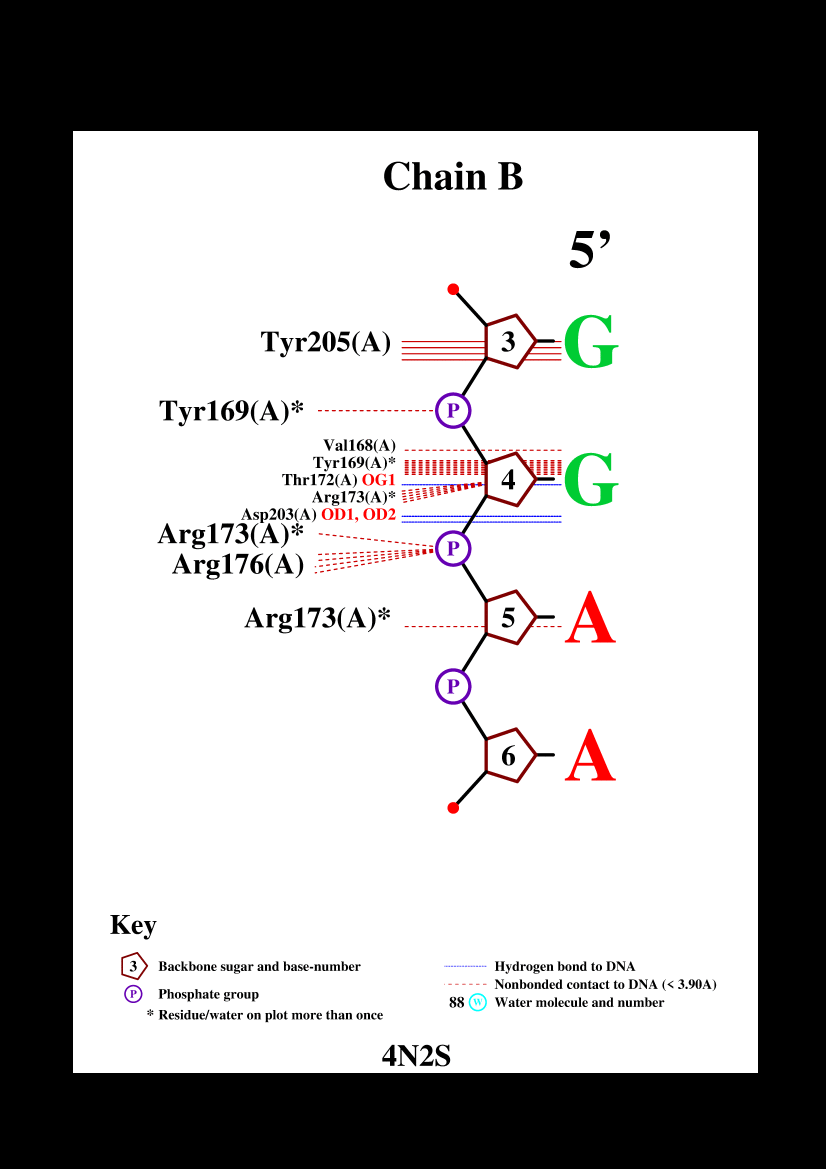 Chain B
5’
Tyr205(A) 3 G
P
Tyr169(A)*
Val168(A)
Tyr169(A)*
Thr172(A) OG1 4 G
Arg173(A)*
Asp203(A) OD1, OD2
Arg173(A)*
P
Arg176(A)
Arg173(A)* 5 A
P
6 A
Key
3 Backbone sugar and base-number
P Phosphate group
* Residue/water on plot more than once
Hydrogen bond to DNA
Nonbonded contact to DNA (< 3.90A)
88 W Water molecule and number
4N2S